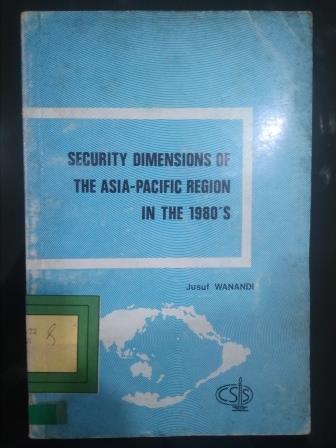 SECURITY DIMENSIONS OF
THE ASIA-PACIFIC REGION
IN THE 1980'S
Jusuf WANANDI
CSIS